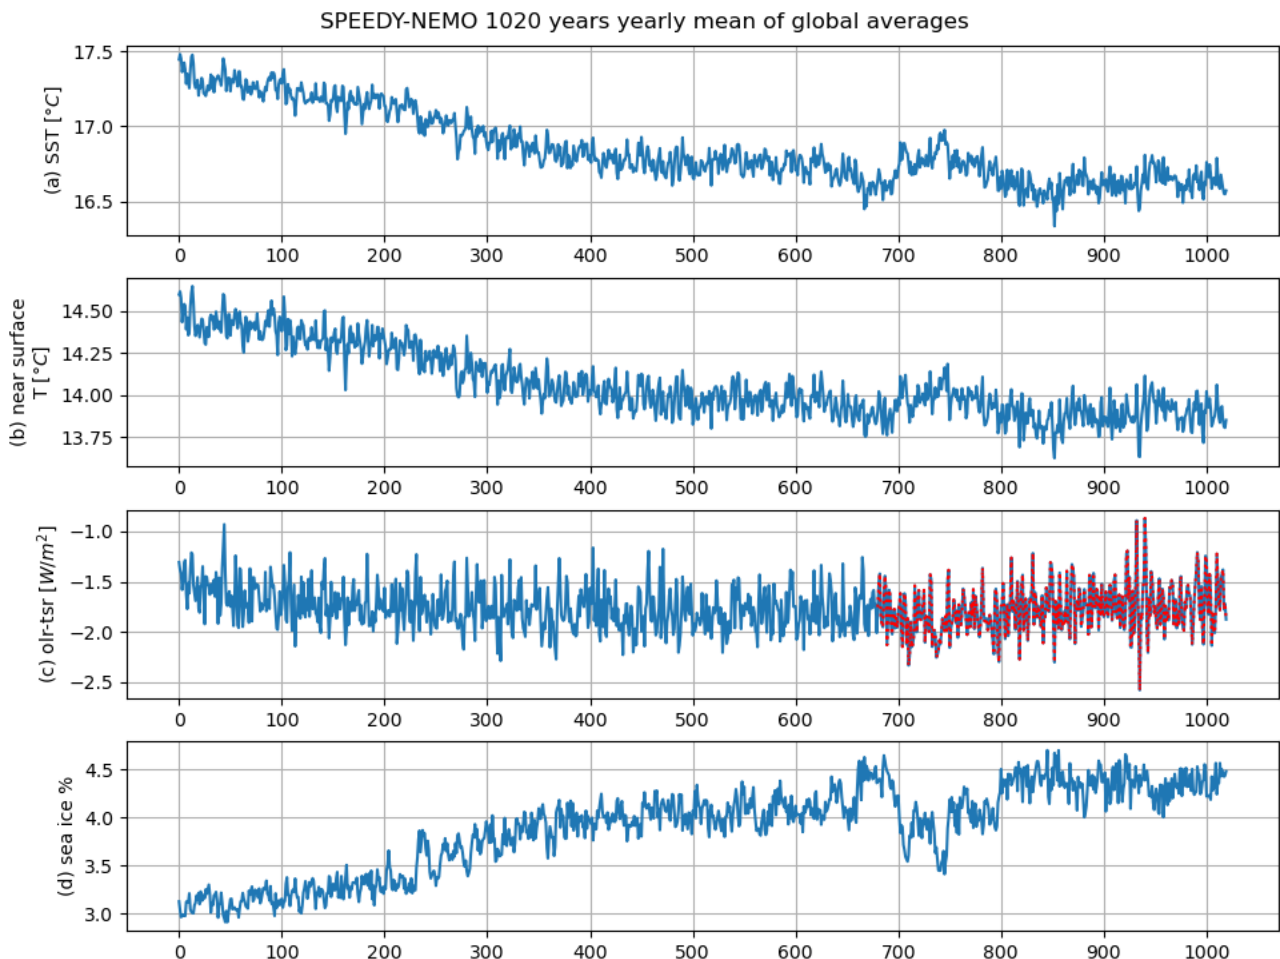 SPEEDY-NEMO 1020 years yearly mean of global averages
(a) SST [°C]
17.5
17.0
16.5
0 100 200 300 400 500 600 700 800 900 1000
(b) near surface
T [°C]
14.50
14.25
14.00
13.75
0 100 200 300 400 500 600 700 800 900 1000
(c) olr-tsr [W/m²]
−1.0
−1.5
−2.0
−2.5
0 100 200 300 400 500 600 700 800 900 1000
(d) sea ice %
4.5
4.0
3.5
3.0
0 100 200 300 400 500 600 700 800 900 1000